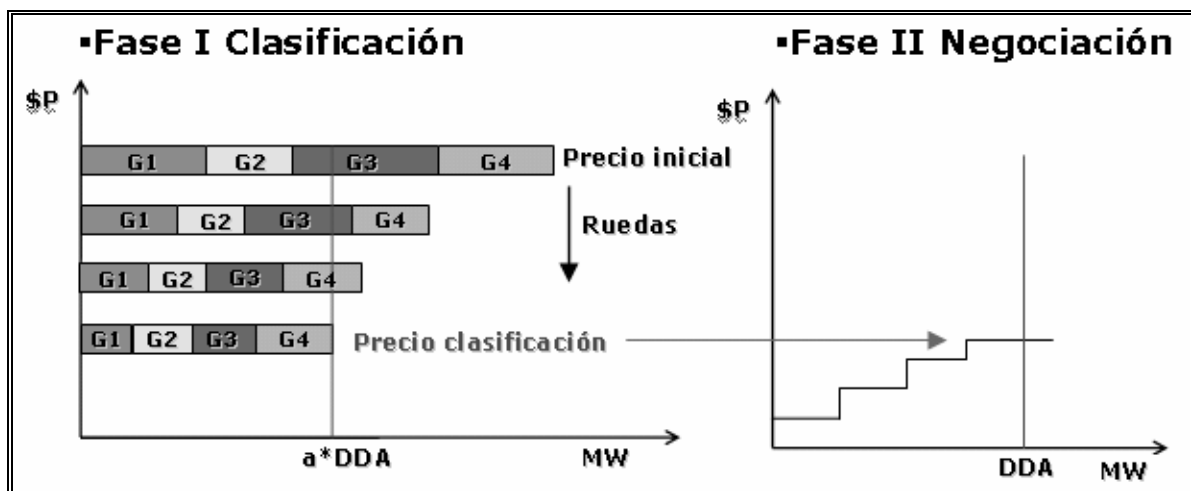 ▪Fase I Clasificación
$P
G1 G2 G3 G4 Precio inicial
G1 G2 G3 G4 Ruedas
G1 G2 G3 G4
G1 G2 G3 G4 Precio clasificación
a*DDA MW
▪Fase II Negociación
$P
DDA MW